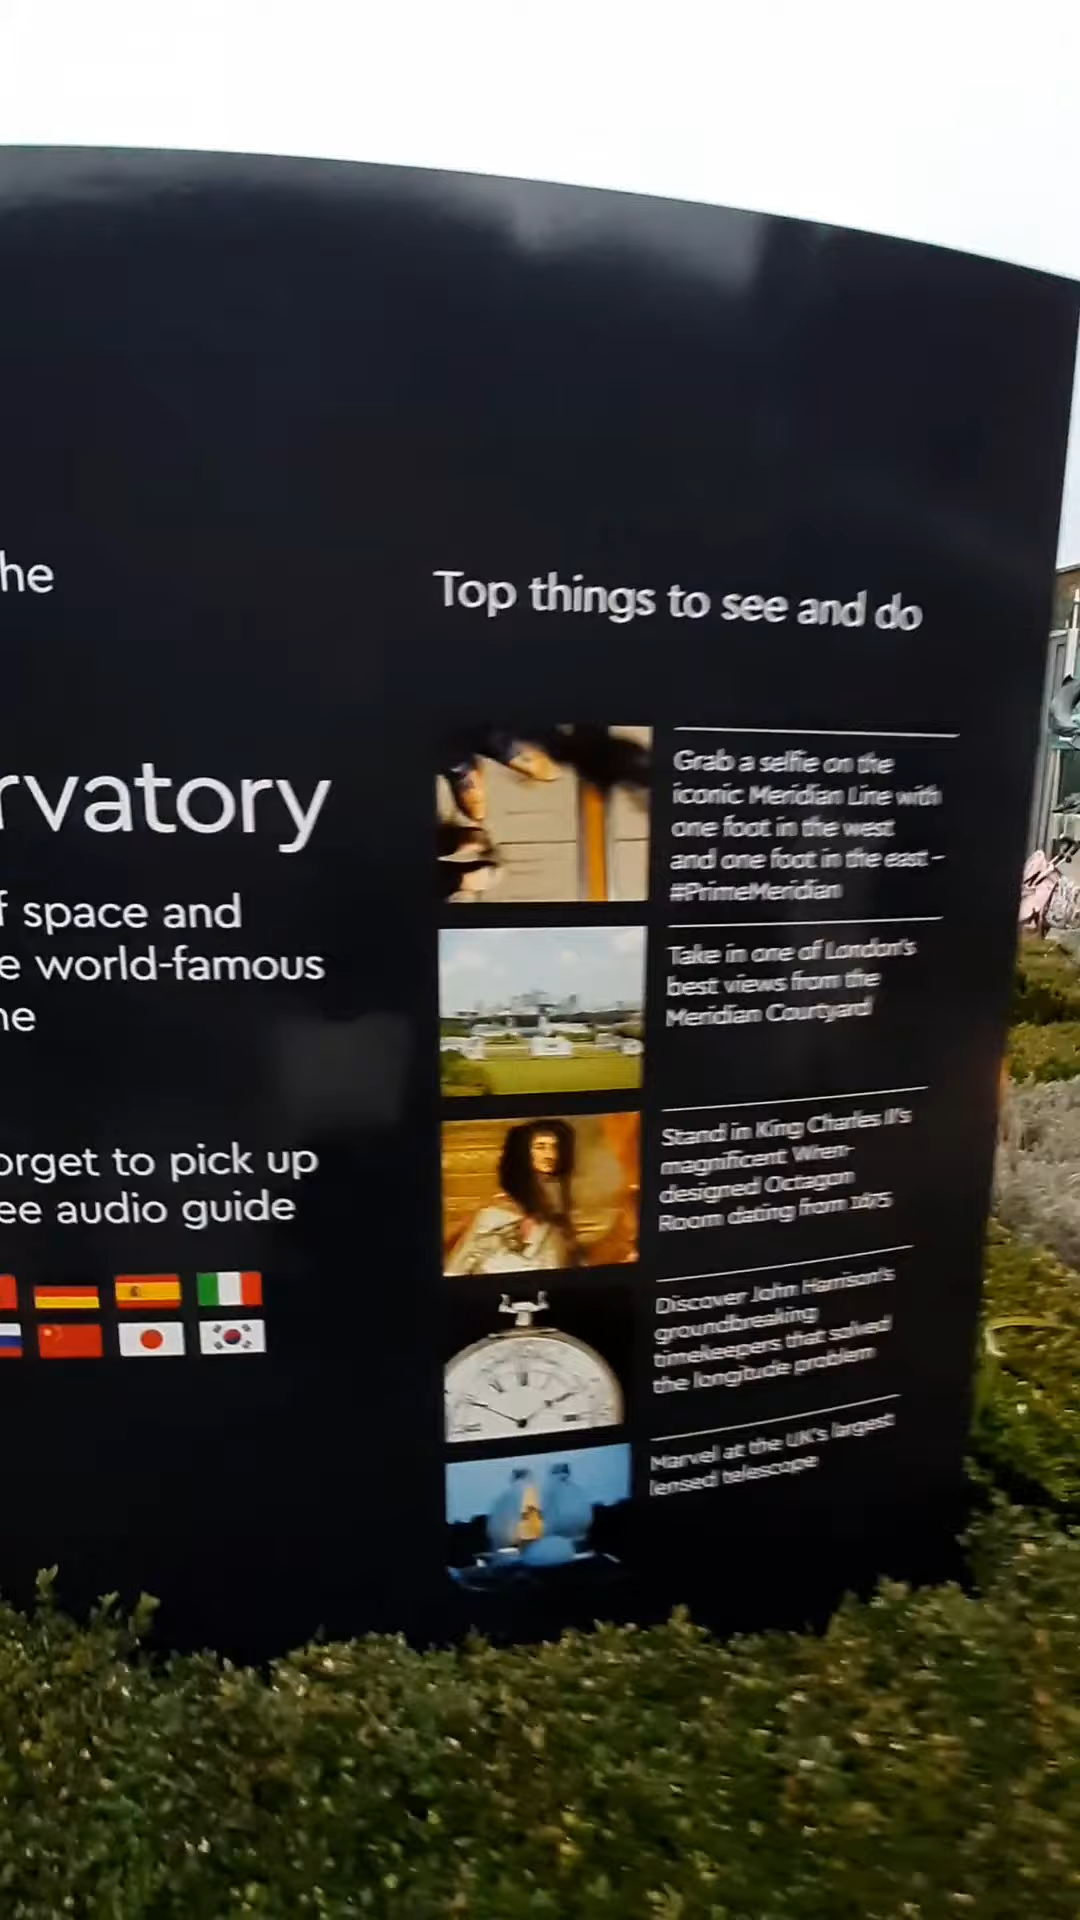 he
rvatory
f space and
e world-famous
ne
orget to pick up
ee audio guide
Top things to see and do
Grab a selfie on the
iconic Meridian Line with
one foot in the west
and one foot in the east –
#PrimeMeridian
Take in one of London's
best views from the
Meridian Courtyard
Stand in King Charles II's
magnificent Wren-
designed Octagon
Room dating from 1675
Discover John Harrison's
groundbreaking
timekeepers that solved
the longitude problem
Marvel at the UK's largest
lensed telescope